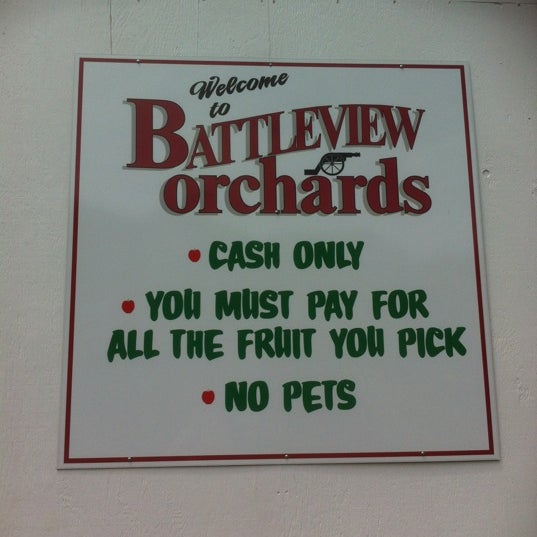 Welcome
to
BATTLEVIEW
orchards
CASH ONLY
YOU MUST PAY FOR
ALL THE FRUIT YOU PICK
NO PETS